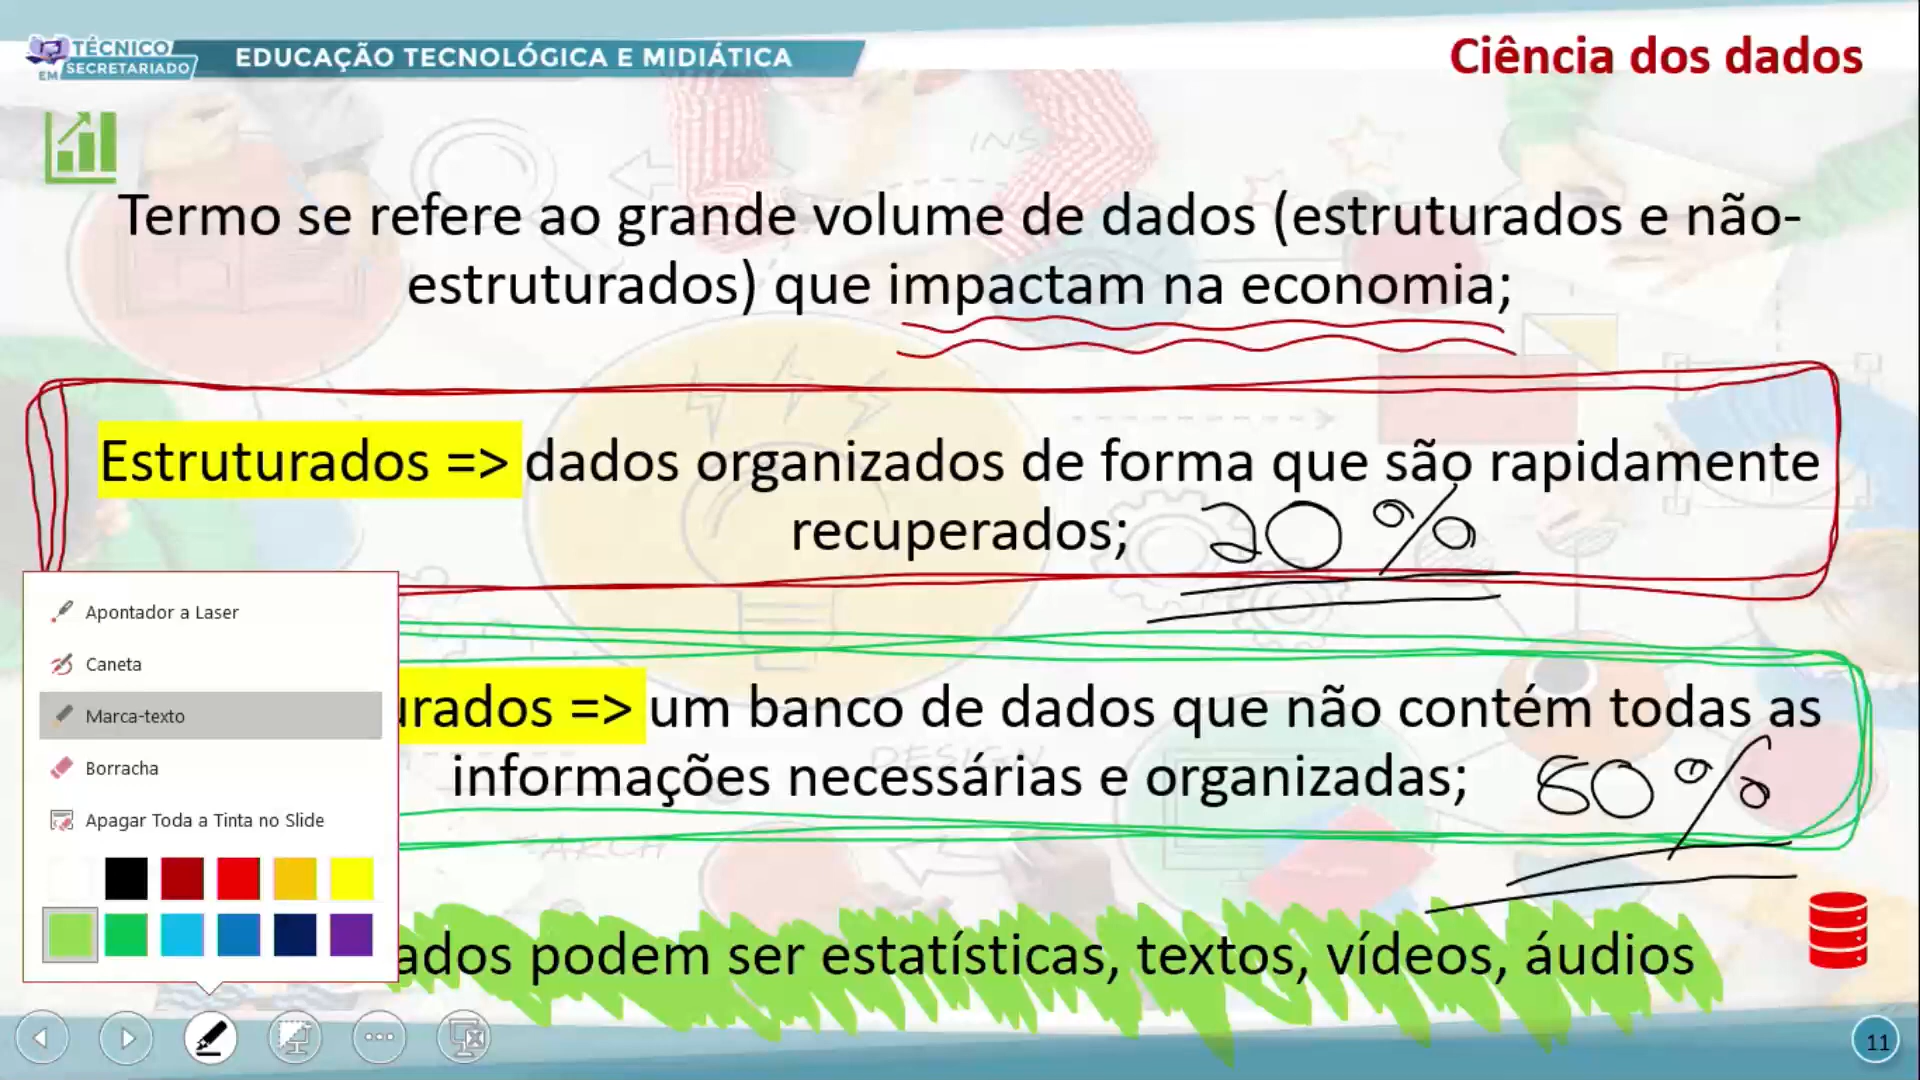 TÉCNICO
EM SECRETARIADO
EDUCAÇÃO TECNOLÓGICA E MIDIÁTICA
Ciência dos dados
INS
Termo se refere ao grande volume de dados (estruturados e não-
estruturados) que impactam na economia;
Estruturados => dados organizados de forma que são rapidamente
recuperados; 20%
Apontador a Laser
Caneta
Marca-texto
Borracha
Apagar Toda a Tinta no Slide
urados => um banco de dados que não contém todas as
DESIGN
informações necessárias e organizadas; 80%
ARCH
ados podem ser estatísticas, textos, vídeos, áudios
11